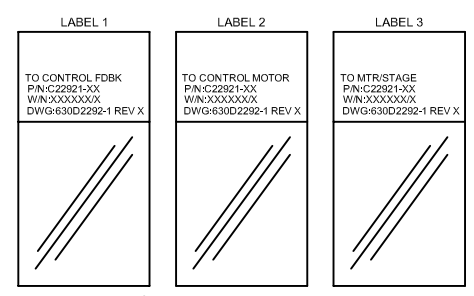 LABEL 1
TO CONTROL FDBK
P/N:C22921-XX
W/N:XXXXXX/X
DWG:630D2292-1 REV X
LABEL 2
TO CONTROL MOTOR
P/N:C22921-XX
W/N:XXXXXX/X
DWG:630D2292-1 REV X
LABEL 3
TO MTR/STAGE
P/N:C22921-XX
W/N:XXXXXX/X
DWG:630D2292-1 REV X